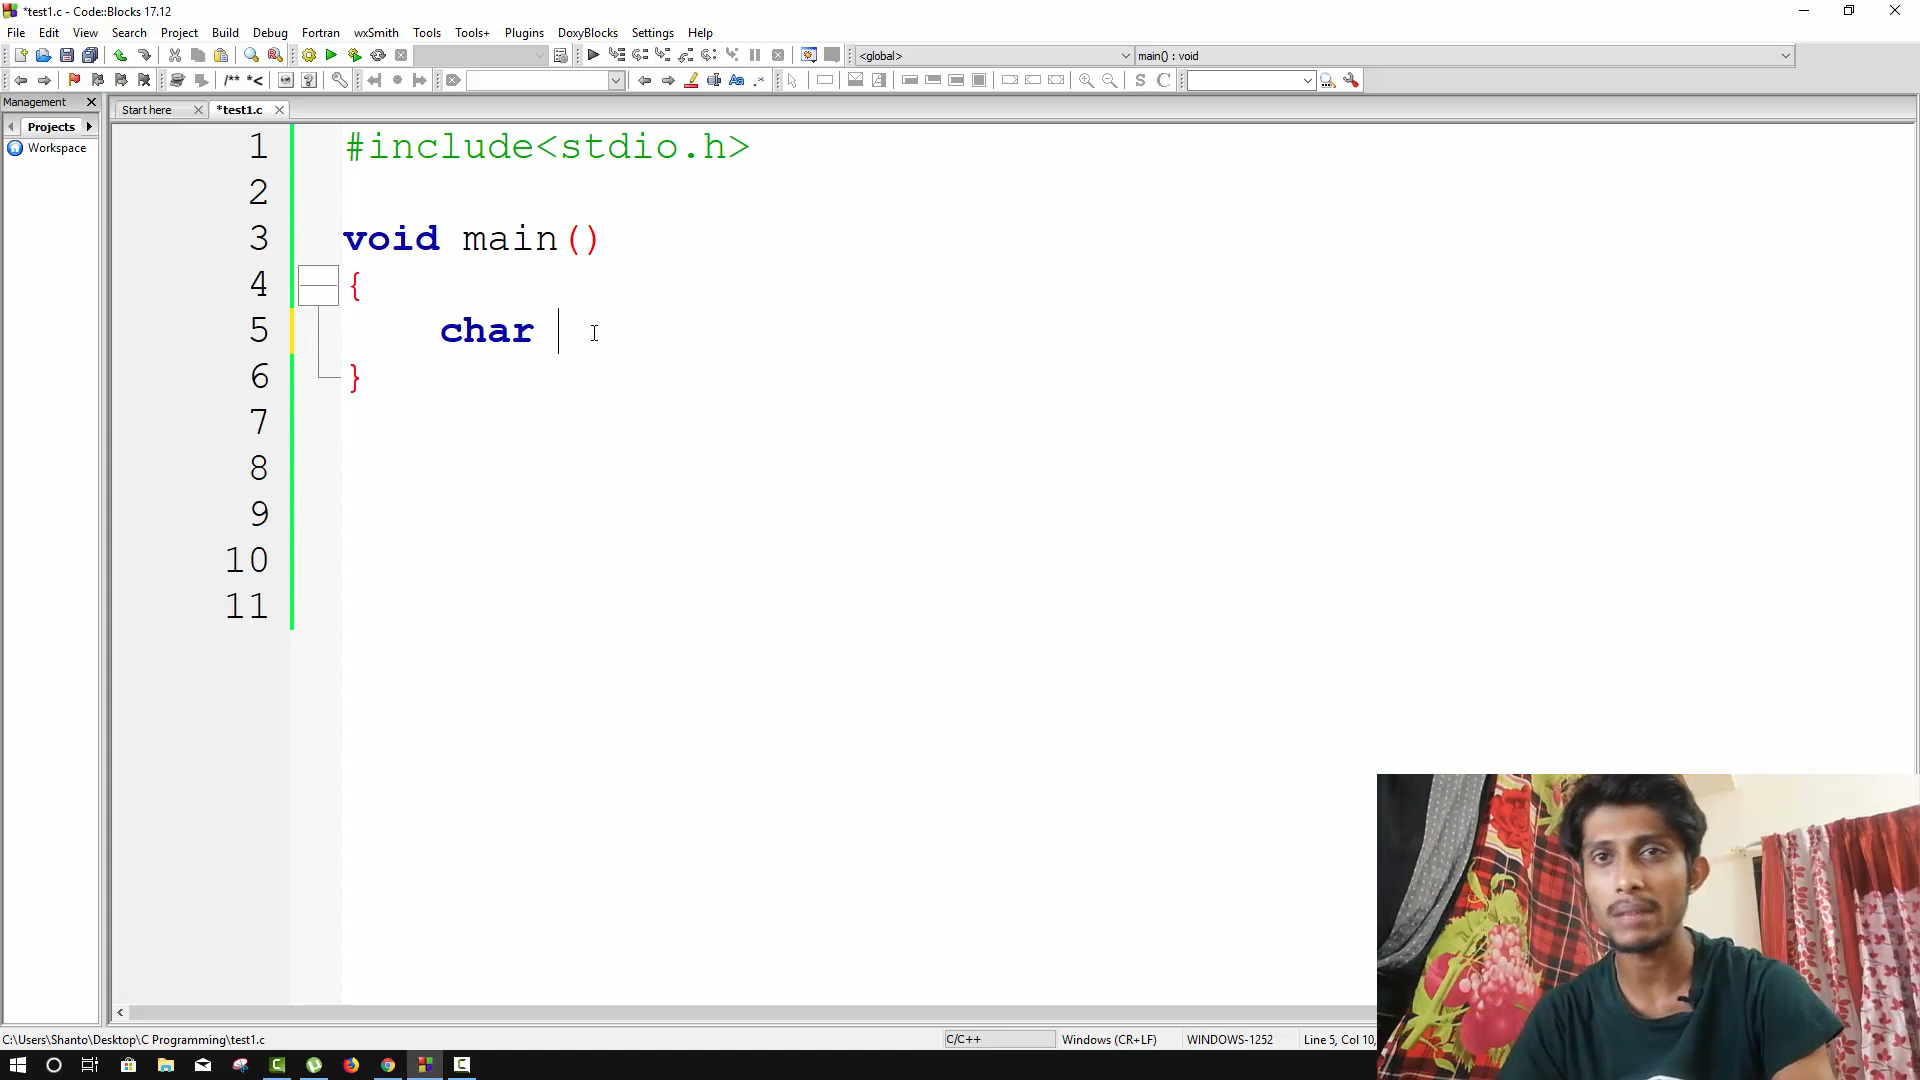 *test1.c - Code::Blocks 17.12
File Edit View Search Project Build Debug Fortran wxSmith Tools Tools+ Plugins DoxyBlocks Settings Help
<global> main() : void
/** *< Aa .* S C
Management
Projects
Workspace
Start here *test1.c
1 #include<stdio.h>
2
3 void main()
4 {
5 char
6 }
7
8
9
10
11
C:\Users\Shanto\Desktop\C Programming\test1.c C/C++ Windows (CR+LF) WINDOWS-1252 Line 5, Col 10,